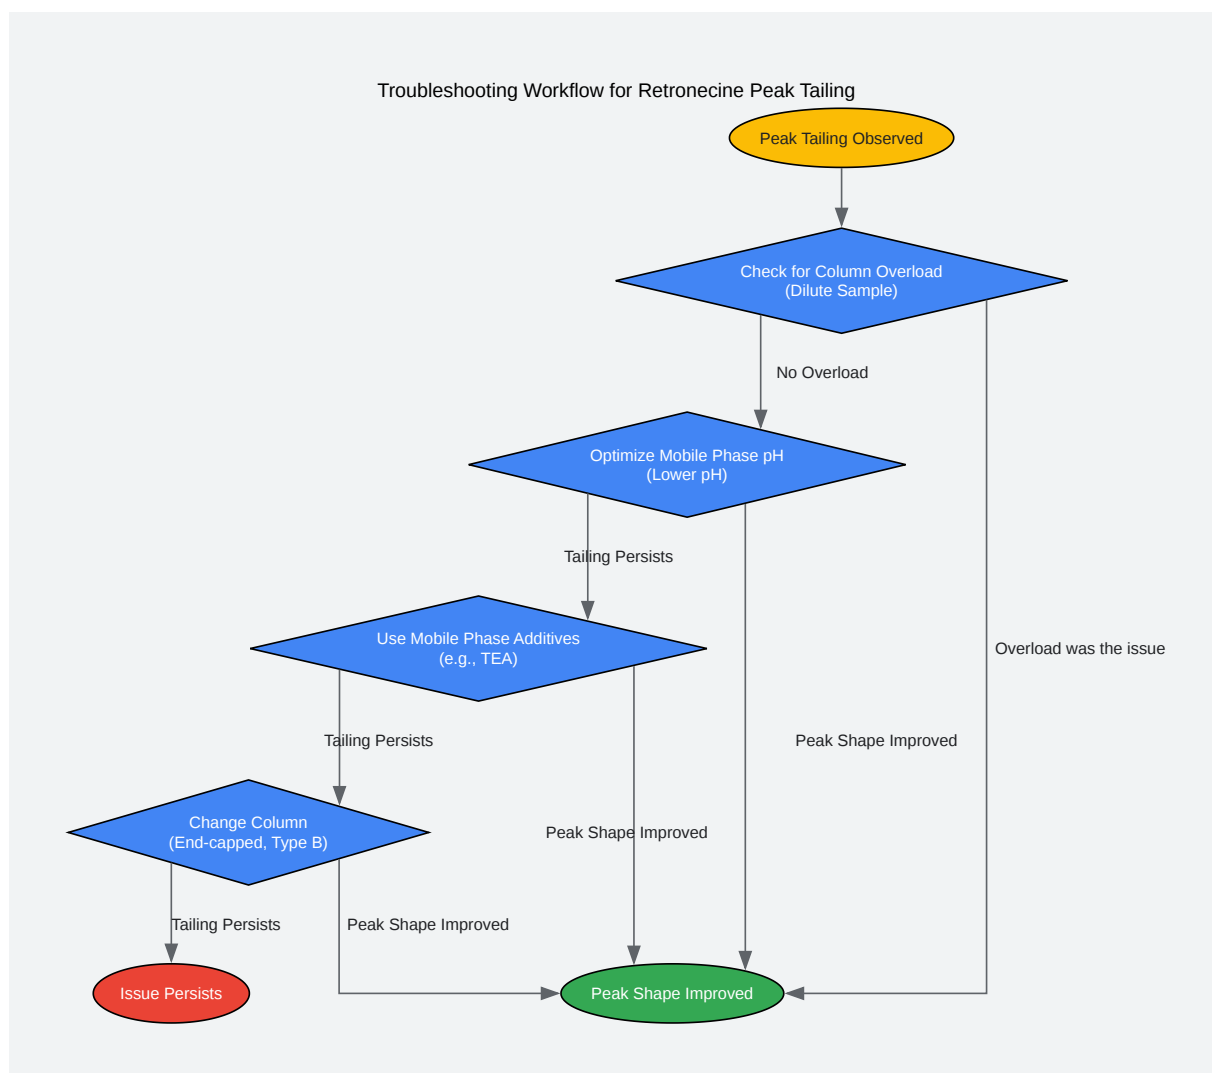 Troubleshooting Workflow for Retronecine Peak Tailing
Peak Tailing Observed
Check for Column Overload
(Dilute Sample)
No Overload
Optimize Mobile Phase pH
(Lower pH)
Tailing Persists
Use Mobile Phase Additives
(e.g., TEA)
Overload was the issue
Tailing Persists
Peak Shape Improved
Change Column
(End-capped, Type B)
Peak Shape Improved
Tailing Persists
Peak Shape Improved
Issue Persists
Peak Shape Improved